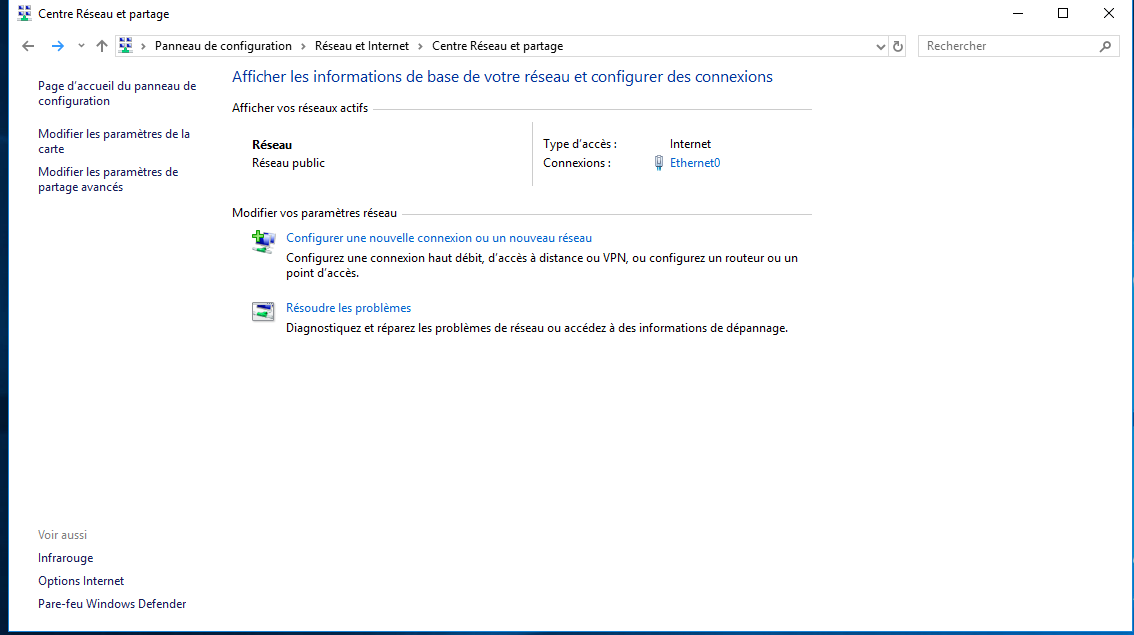 Centre Réseau et partage
Panneau de configuration > Réseau et Internet > Centre Réseau et partage
Rechercher
Page d'accueil du panneau de
configuration
Modifier les paramètres de la
carte
Modifier les paramètres de
partage avancés
Afficher les informations de base de votre réseau et configurer des connexions
Afficher vos réseaux actifs
Réseau
Réseau public
Type d'accès : Internet
Connexions : Ethernet0
Modifier vos paramètres réseau
Configurer une nouvelle connexion ou un nouveau réseau
Configurez une connexion haut débit, d'accès à distance ou VPN, ou configurez un routeur ou un
point d'accès.
Résoudre les problèmes
Diagnostiquez et réparez les problèmes de réseau ou accédez à des informations de dépannage.
Voir aussi
Infrarouge
Options Internet
Pare-feu Windows Defender